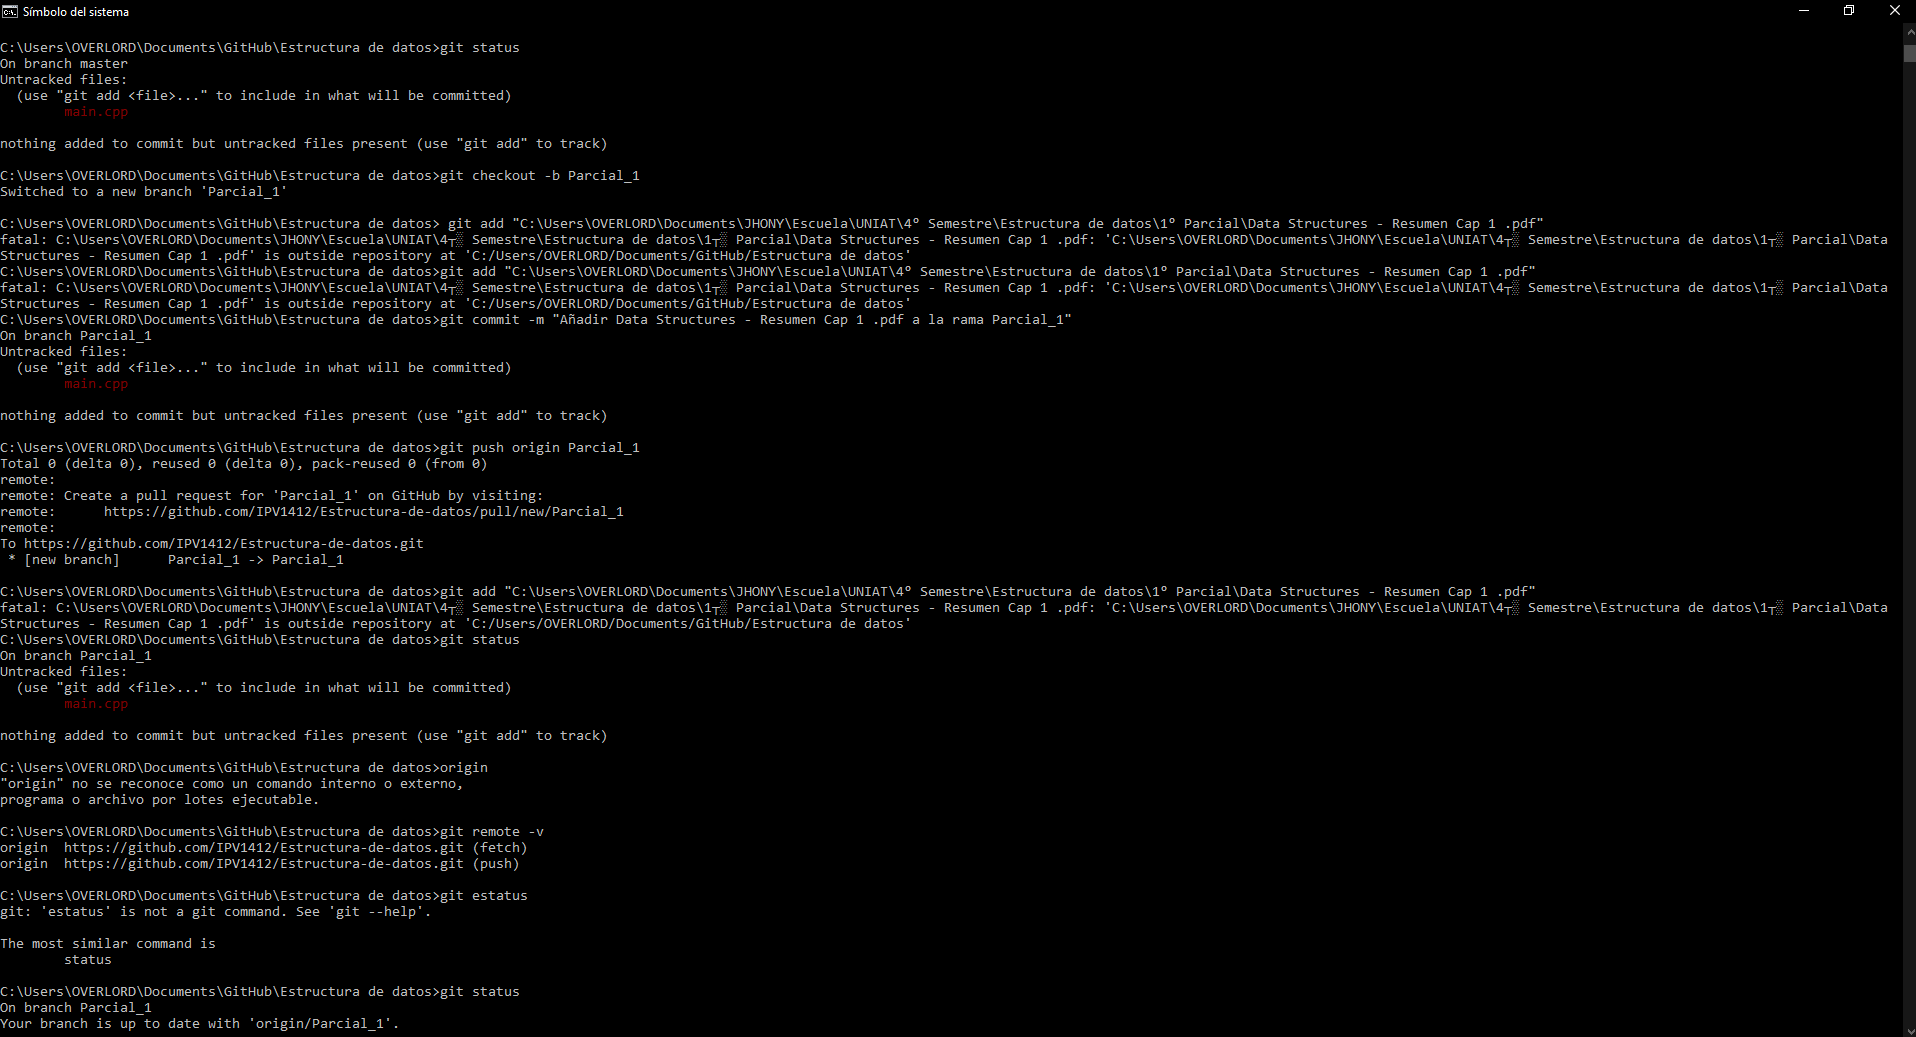 Símbolo del sistema
C:\Users\OVERLORD\Documents\GitHub\Estructura de datos>git status
On branch master
Untracked files:
  (use "git add <file>..." to include in what will be committed)
        main.cpp
nothing added to commit but untracked files present (use "git add" to track)
C:\Users\OVERLORD\Documents\GitHub\Estructura de datos>git checkout -b Parcial_1
Switched to a new branch 'Parcial_1'
C:\Users\OVERLORD\Documents\GitHub\Estructura de datos> git add "C:\Users\OVERLORD\Documents\JHONY\Escuela\UNIAT\4º Semestre\Estructura de datos\1º Parcial\Data Structures - Resumen Cap 1 .pdf"
fatal: C:\Users\OVERLORD\Documents\JHONY\Escuela\UNIAT\4┬░ Semestre\Estructura de datos\1┬░ Parcial\Data Structures - Resumen Cap 1 .pdf: 'C:\Users\OVERLORD\Documents\JHONY\Escuela\UNIAT\4┬░ Semestre\Estructura de datos\1┬░ Parcial\Data
Structures - Resumen Cap 1 .pdf' is outside repository at 'C:/Users/OVERLORD/Documents/GitHub/Estructura de datos'
C:\Users\OVERLORD\Documents\GitHub\Estructura de datos>git add "C:\Users\OVERLORD\Documents\JHONY\Escuela\UNIAT\4º Semestre\Estructura de datos\1º Parcial\Data Structures - Resumen Cap 1 .pdf"
fatal: C:\Users\OVERLORD\Documents\JHONY\Escuela\UNIAT\4┬░ Semestre\Estructura de datos\1┬░ Parcial\Data Structures - Resumen Cap 1 .pdf: 'C:\Users\OVERLORD\Documents\JHONY\Escuela\UNIAT\4┬░ Semestre\Estructura de datos\1┬░ Parcial\Data
Structures - Resumen Cap 1 .pdf' is outside repository at 'C:/Users/OVERLORD/Documents/GitHub/Estructura de datos'
C:\Users\OVERLORD\Documents\GitHub\Estructura de datos>git commit -m "Añadir Data Structures - Resumen Cap 1 .pdf a la rama Parcial_1"
On branch Parcial_1
Untracked files:
  (use "git add <file>..." to include in what will be committed)
        main.cpp
nothing added to commit but untracked files present (use "git add" to track)
C:\Users\OVERLORD\Documents\GitHub\Estructura de datos>git push origin Parcial_1
Total 0 (delta 0), reused 0 (delta 0), pack-reused 0 (from 0)
remote:
remote: Create a pull request for 'Parcial_1' on GitHub by visiting:
remote:      https://github.com/IPV1412/Estructura-de-datos/pull/new/Parcial_1
remote:
To https://github.com/IPV1412/Estructura-de-datos.git
 * [new branch]      Parcial_1 -> Parcial_1
C:\Users\OVERLORD\Documents\GitHub\Estructura de datos>git add "C:\Users\OVERLORD\Documents\JHONY\Escuela\UNIAT\4º Semestre\Estructura de datos\1º Parcial\Data Structures - Resumen Cap 1 .pdf"
fatal: C:\Users\OVERLORD\Documents\JHONY\Escuela\UNIAT\4┬░ Semestre\Estructura de datos\1┬░ Parcial\Data Structures - Resumen Cap 1 .pdf: 'C:\Users\OVERLORD\Documents\JHONY\Escuela\UNIAT\4┬░ Semestre\Estructura de datos\1┬░ Parcial\Data
Structures - Resumen Cap 1 .pdf' is outside repository at 'C:/Users/OVERLORD/Documents/GitHub/Estructura de datos'
C:\Users\OVERLORD\Documents\GitHub\Estructura de datos>git status
On branch Parcial_1
Untracked files:
  (use "git add <file>..." to include in what will be committed)
        main.cpp
nothing added to commit but untracked files present (use "git add" to track)
C:\Users\OVERLORD\Documents\GitHub\Estructura de datos>origin
"origin" no se reconoce como un comando interno o externo,
programa o archivo por lotes ejecutable.
C:\Users\OVERLORD\Documents\GitHub\Estructura de datos>git remote -v
origin  https://github.com/IPV1412/Estructura-de-datos.git (fetch)
origin  https://github.com/IPV1412/Estructura-de-datos.git (push)
C:\Users\OVERLORD\Documents\GitHub\Estructura de datos>git estatus
git: 'estatus' is not a git command. See 'git --help'.
The most similar command is
        status
C:\Users\OVERLORD\Documents\GitHub\Estructura de datos>git status
On branch Parcial_1
Your branch is up to date with 'origin/Parcial_1'.